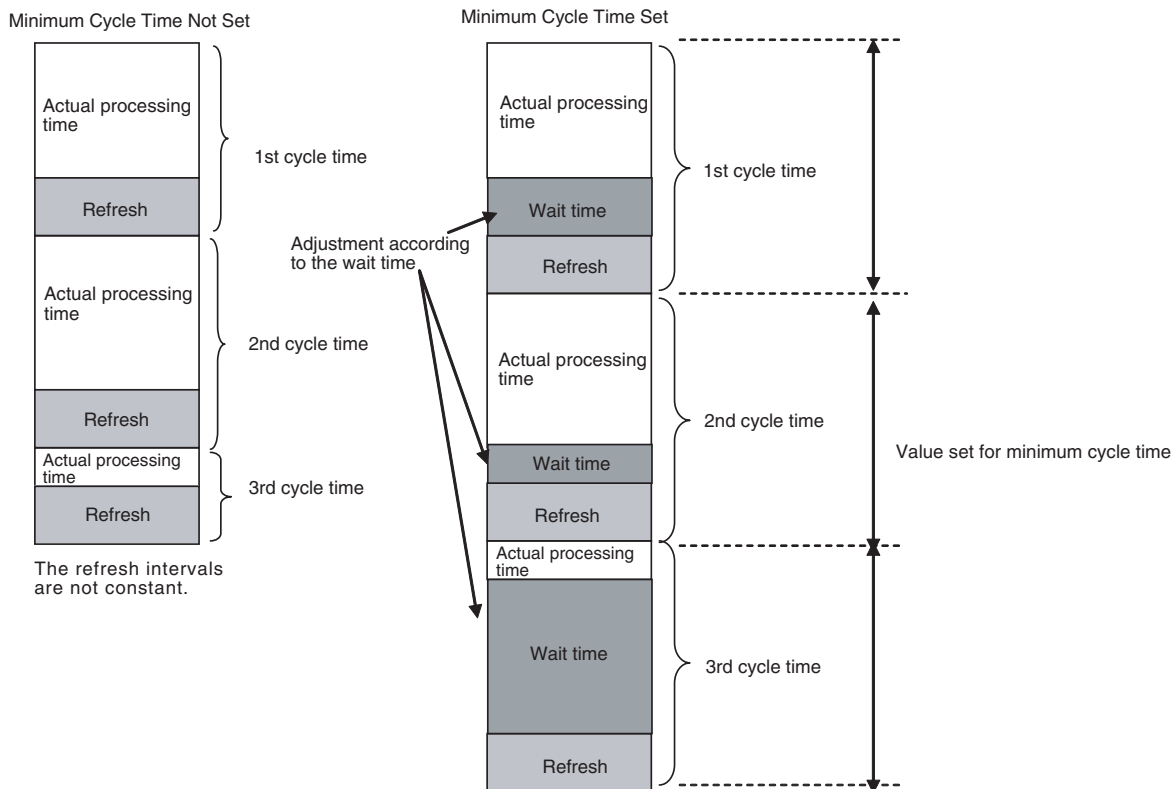 Minimum Cycle Time Not Set
Actual processing
time
1st cycle time
Refresh
Actual processing
time
2nd cycle time
Refresh
Actual processing
time
3rd cycle time
Refresh
The refresh intervals
are not constant.
Adjustment according
to the wait time
Minimum Cycle Time Set
Actual processing
time
1st cycle time
Wait time
Refresh
Actual processing
time
2nd cycle time
Wait time
Refresh
Actual processing
time
Wait time
3rd cycle time
Refresh
Value set for minimum cycle time